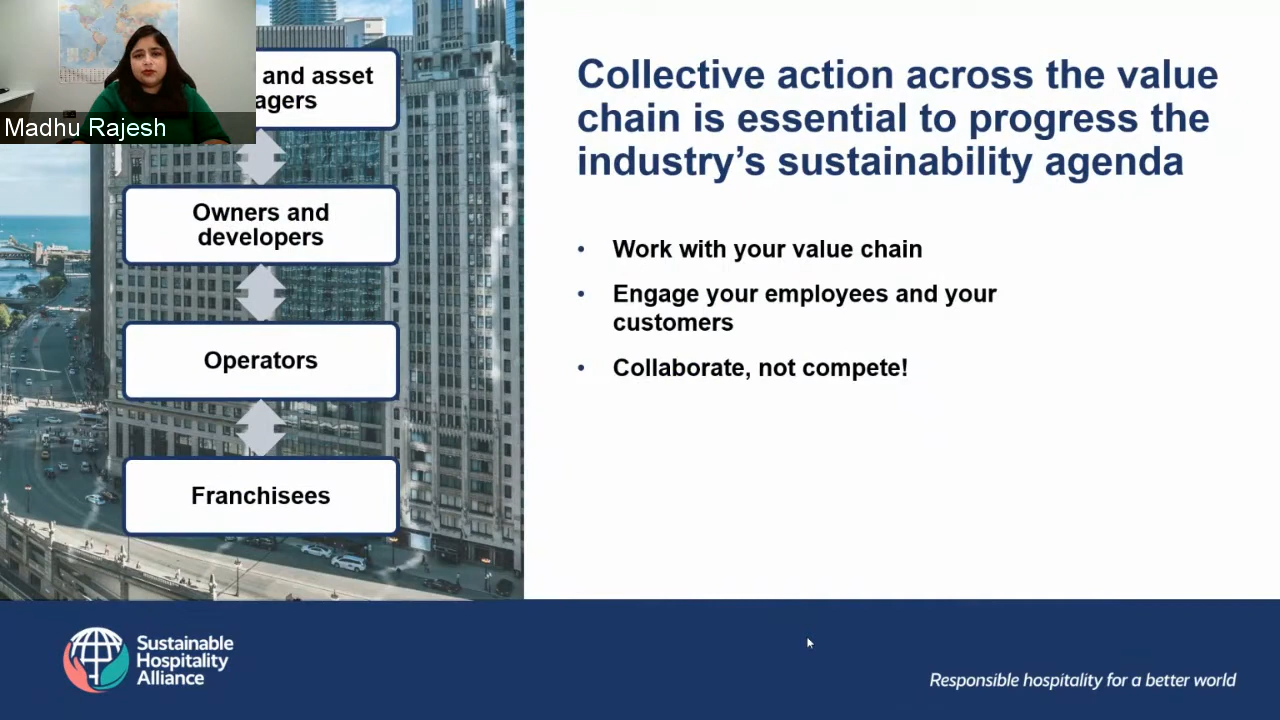 Madhu Rajesh
and asset
agers
Owners and
developers
Operators
Franchisees
Collective action across the value
chain is essential to progress the
industry’s sustainability agenda
• Work with your value chain
• Engage your employees and your
customers
• Collaborate, not compete!
Sustainable
Hospitality
Alliance
Responsible hospitality for a better world